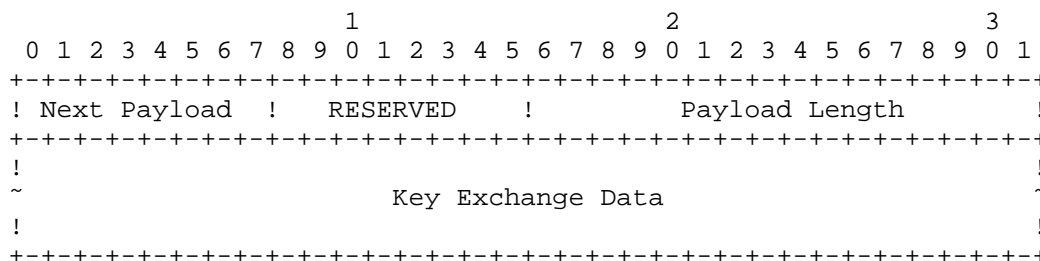 1                   2                   3
 0 1 2 3 4 5 6 7 8 9 0 1 2 3 4 5 6 7 8 9 0 1 2 3 4 5 6 7 8 9 0 1
+-+-+-+-+-+-+-+-+-+-+-+-+-+-+-+-+-+-+-+-+-+-+-+-+-+-+-+-+-+-+-+-+
! Next Payload  !   RESERVED    !         Payload Length        !
+-+-+-+-+-+-+-+-+-+-+-+-+-+-+-+-+-+-+-+-+-+-+-+-+-+-+-+-+-+-+-+-+
!                                                               !
~                       Key Exchange Data                       ~
!                                                               !
+-+-+-+-+-+-+-+-+-+-+-+-+-+-+-+-+-+-+-+-+-+-+-+-+-+-+-+-+-+-+-+-+